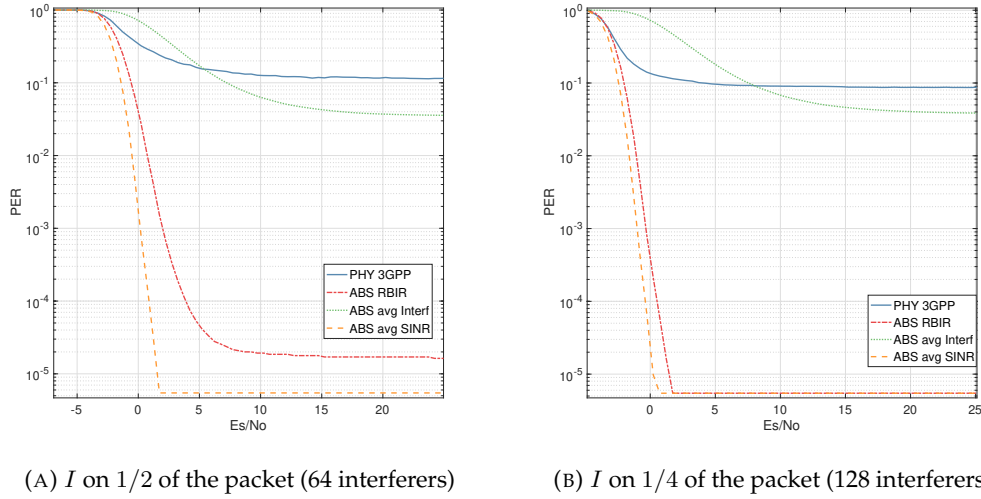 10^0
10^-1
10^-2
10^-3
10^-4
10^-5
PER
-5 0 5 10 15 20
Es/No
PHY 3GPP
ABS RBIR
ABS avg Interf
ABS avg SINR
(A) I on 1/2 of the packet (64 interferers)
10^0
10^-1
10^-2
10^-3
10^-4
10^-5
PER
0 5 10 15 20 25
Es/No
PHY 3GPP
ABS RBIR
ABS avg Interf
ABS avg SINR
(B) I on 1/4 of the packet (128 interferers